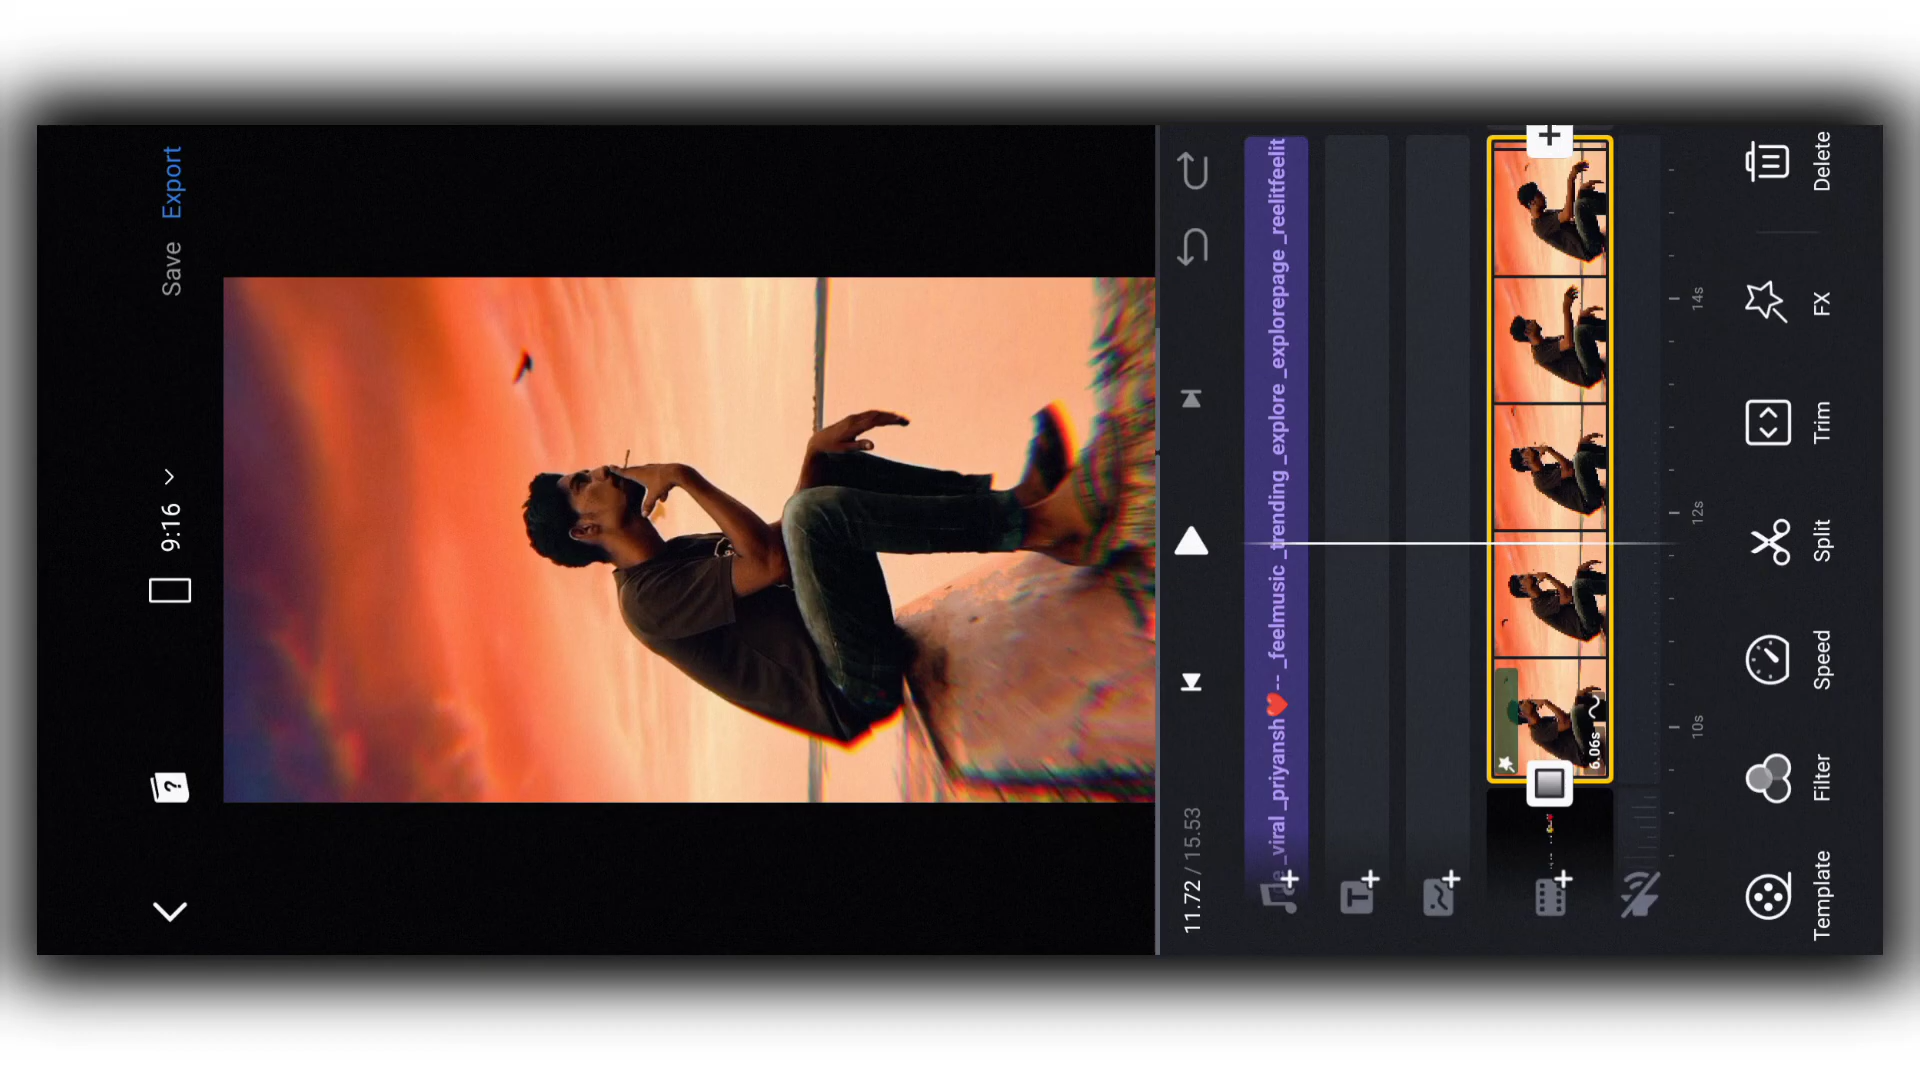 9:16
Save
Export
11.72 / 15.53
_viral _priyansh❤️-- _feelmusic _trending _explore _explorepage _reelitfeelit
6.06s
10s
12s
14s
Template
Filter
Speed
Split
Trim
FX
Delete